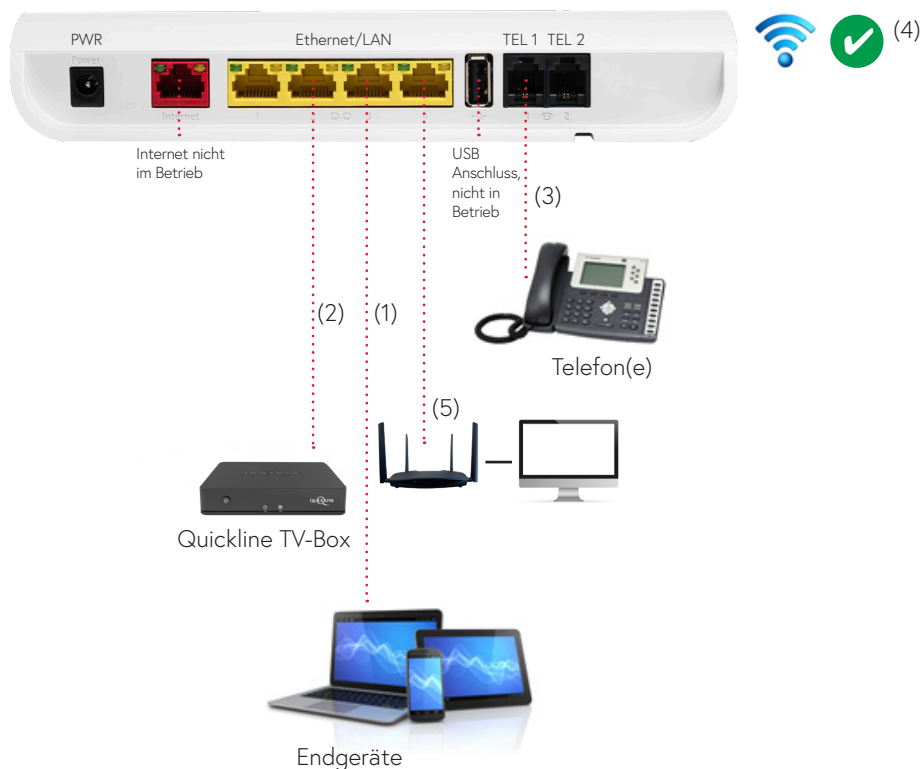 PWR
Ethernet/LAN
TEL 1 TEL 2
(4)
Power
Internet
1
2
Internet nicht
im Betrieb
USB
Anschluss,
nicht in
Betrieb
(3)
(2)
(1)
Telefon(e)
(5)
QUICKLINE
Quickline TV-Box
Endgeräte